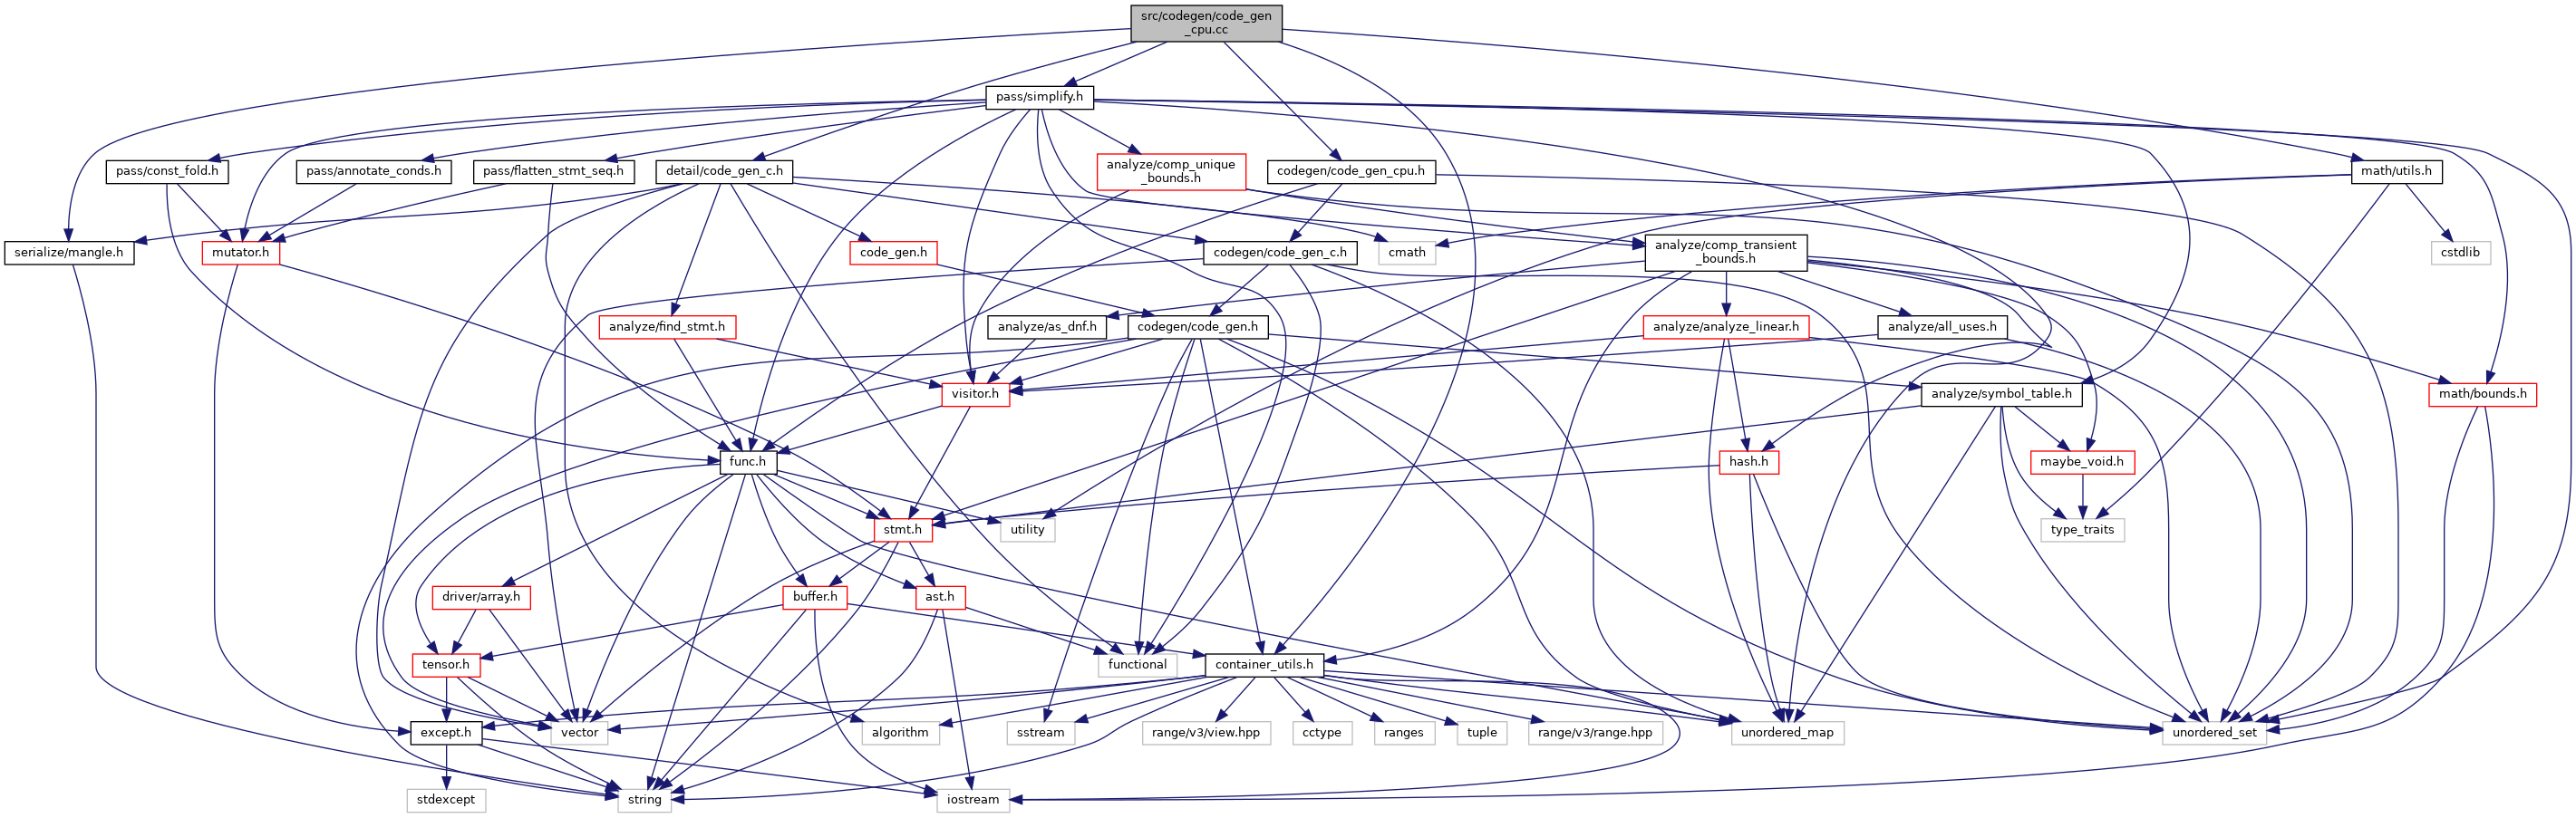 src/codegen/code_gen
_cpu.cc
pass/simplify.h
pass/const_fold.h
pass/annotate_conds.h
pass/flatten_stmt_seq.h
detail/code_gen_c.h
analyze/comp_unique
_bounds.h
codegen/code_gen_cpu.h
math/utils.h
serialize/mangle.h
mutator.h
code_gen.h
cmath
codegen/code_gen_c.h
analyze/comp_transient
_bounds.h
cstdlib
analyze/find_stmt.h
analyze/as_dnf.h
codegen/code_gen.h
analyze/analyze_linear.h
analyze/all_uses.h
visitor.h
analyze/symbol_table.h
math/bounds.h
func.h
hash.h
maybe_void.h
stmt.h
utility
type_traits
driver/array.h
buffer.h
ast.h
tensor.h
functional
container_utils.h
except.h
vector
algorithm
sstream
range/v3/view.hpp
cctype
ranges
tuple
range/v3/range.hpp
unordered_map
unordered_set
stdexcept
string
iostream